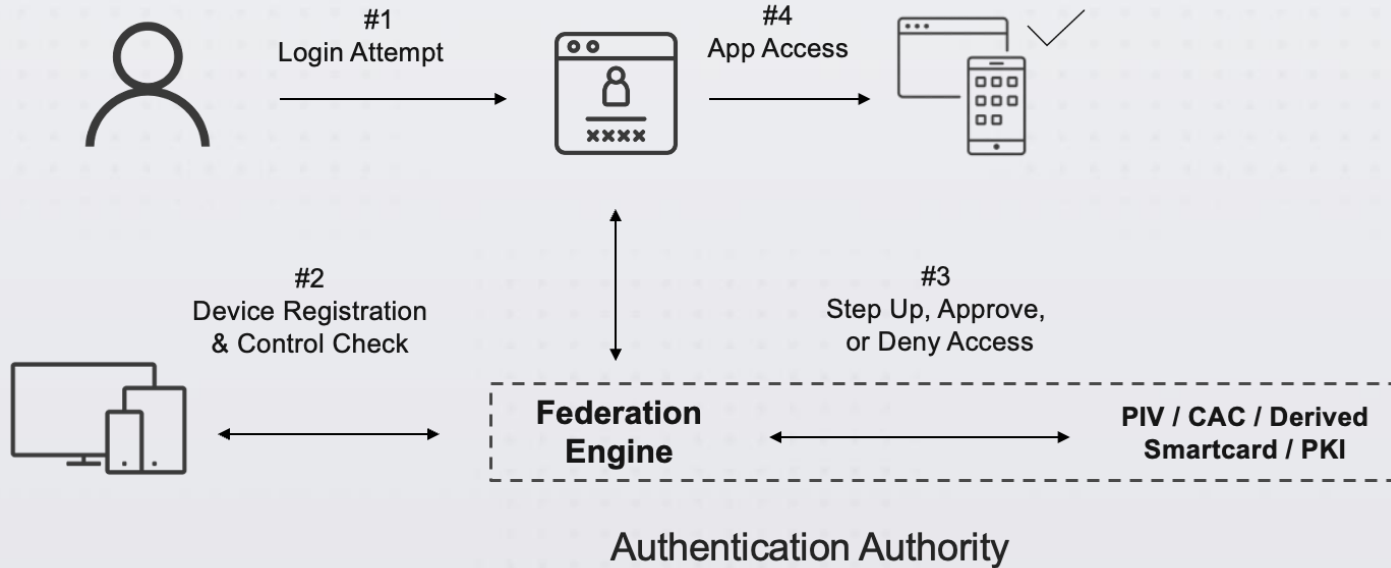 #1
Login Attempt
xxxx
#4
App Access
#2
Device Registration
& Control Check
#3
Step Up, Approve,
or Deny Access
Federation
Engine
PIV / CAC / Derived
Smartcard / PKI
Authentication Authority